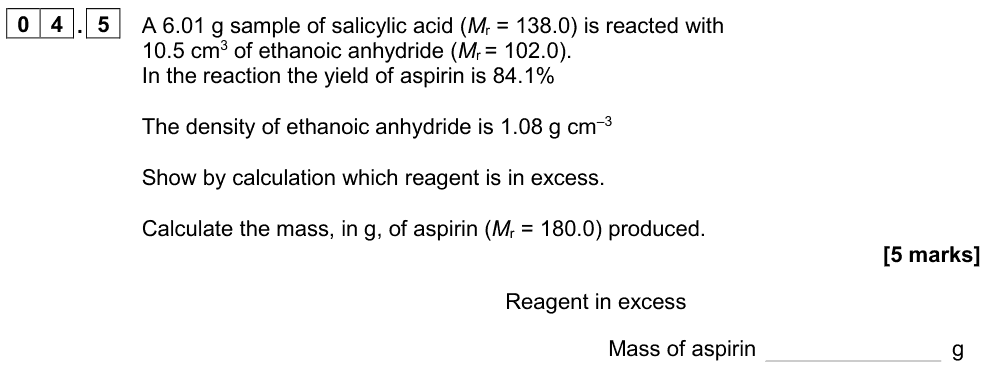 0 4 . 5 A 6.01 g sample of salicylic acid (Mr = 138.0) is reacted with
10.5 cm³ of ethanoic anhydride (Mr = 102.0).
In the reaction the yield of aspirin is 84.1%
The density of ethanoic anhydride is 1.08 g cm⁻³
Show by calculation which reagent is in excess.
Calculate the mass, in g, of aspirin (Mr = 180.0) produced.
[5 marks]
Reagent in excess
Mass of aspirin g